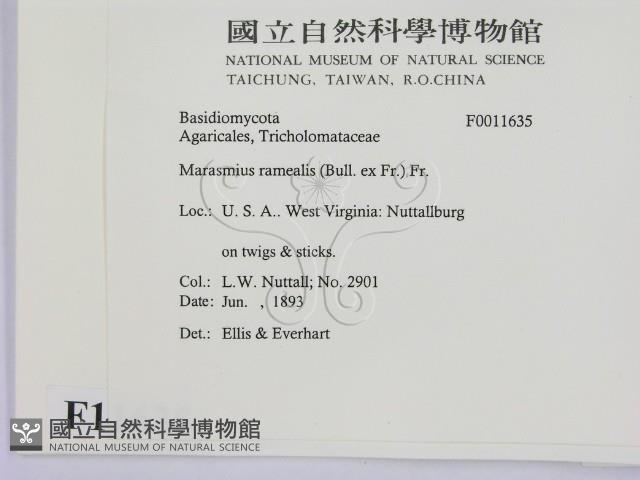 國立自然科學博物館
NATIONAL MUSEUM OF NATURAL SCIENCE
TAICHUNG, TAIWAN, R.O.CHINA
Basidiomycota F0011635
Agaricales, Tricholomataceae
Marasmius ramealis (Bull. ex Fr.) Fr.
Loc.: U. S. A.. West Virginia: Nuttallburg
on twigs & sticks.
Col.: L.W. Nuttall; No. 2901
Date: Jun. , 1893
Det.: Ellis & Everhart
F1
國立自然科學博物館
NATIONAL MUSEUM OF NATURAL SCIENCE